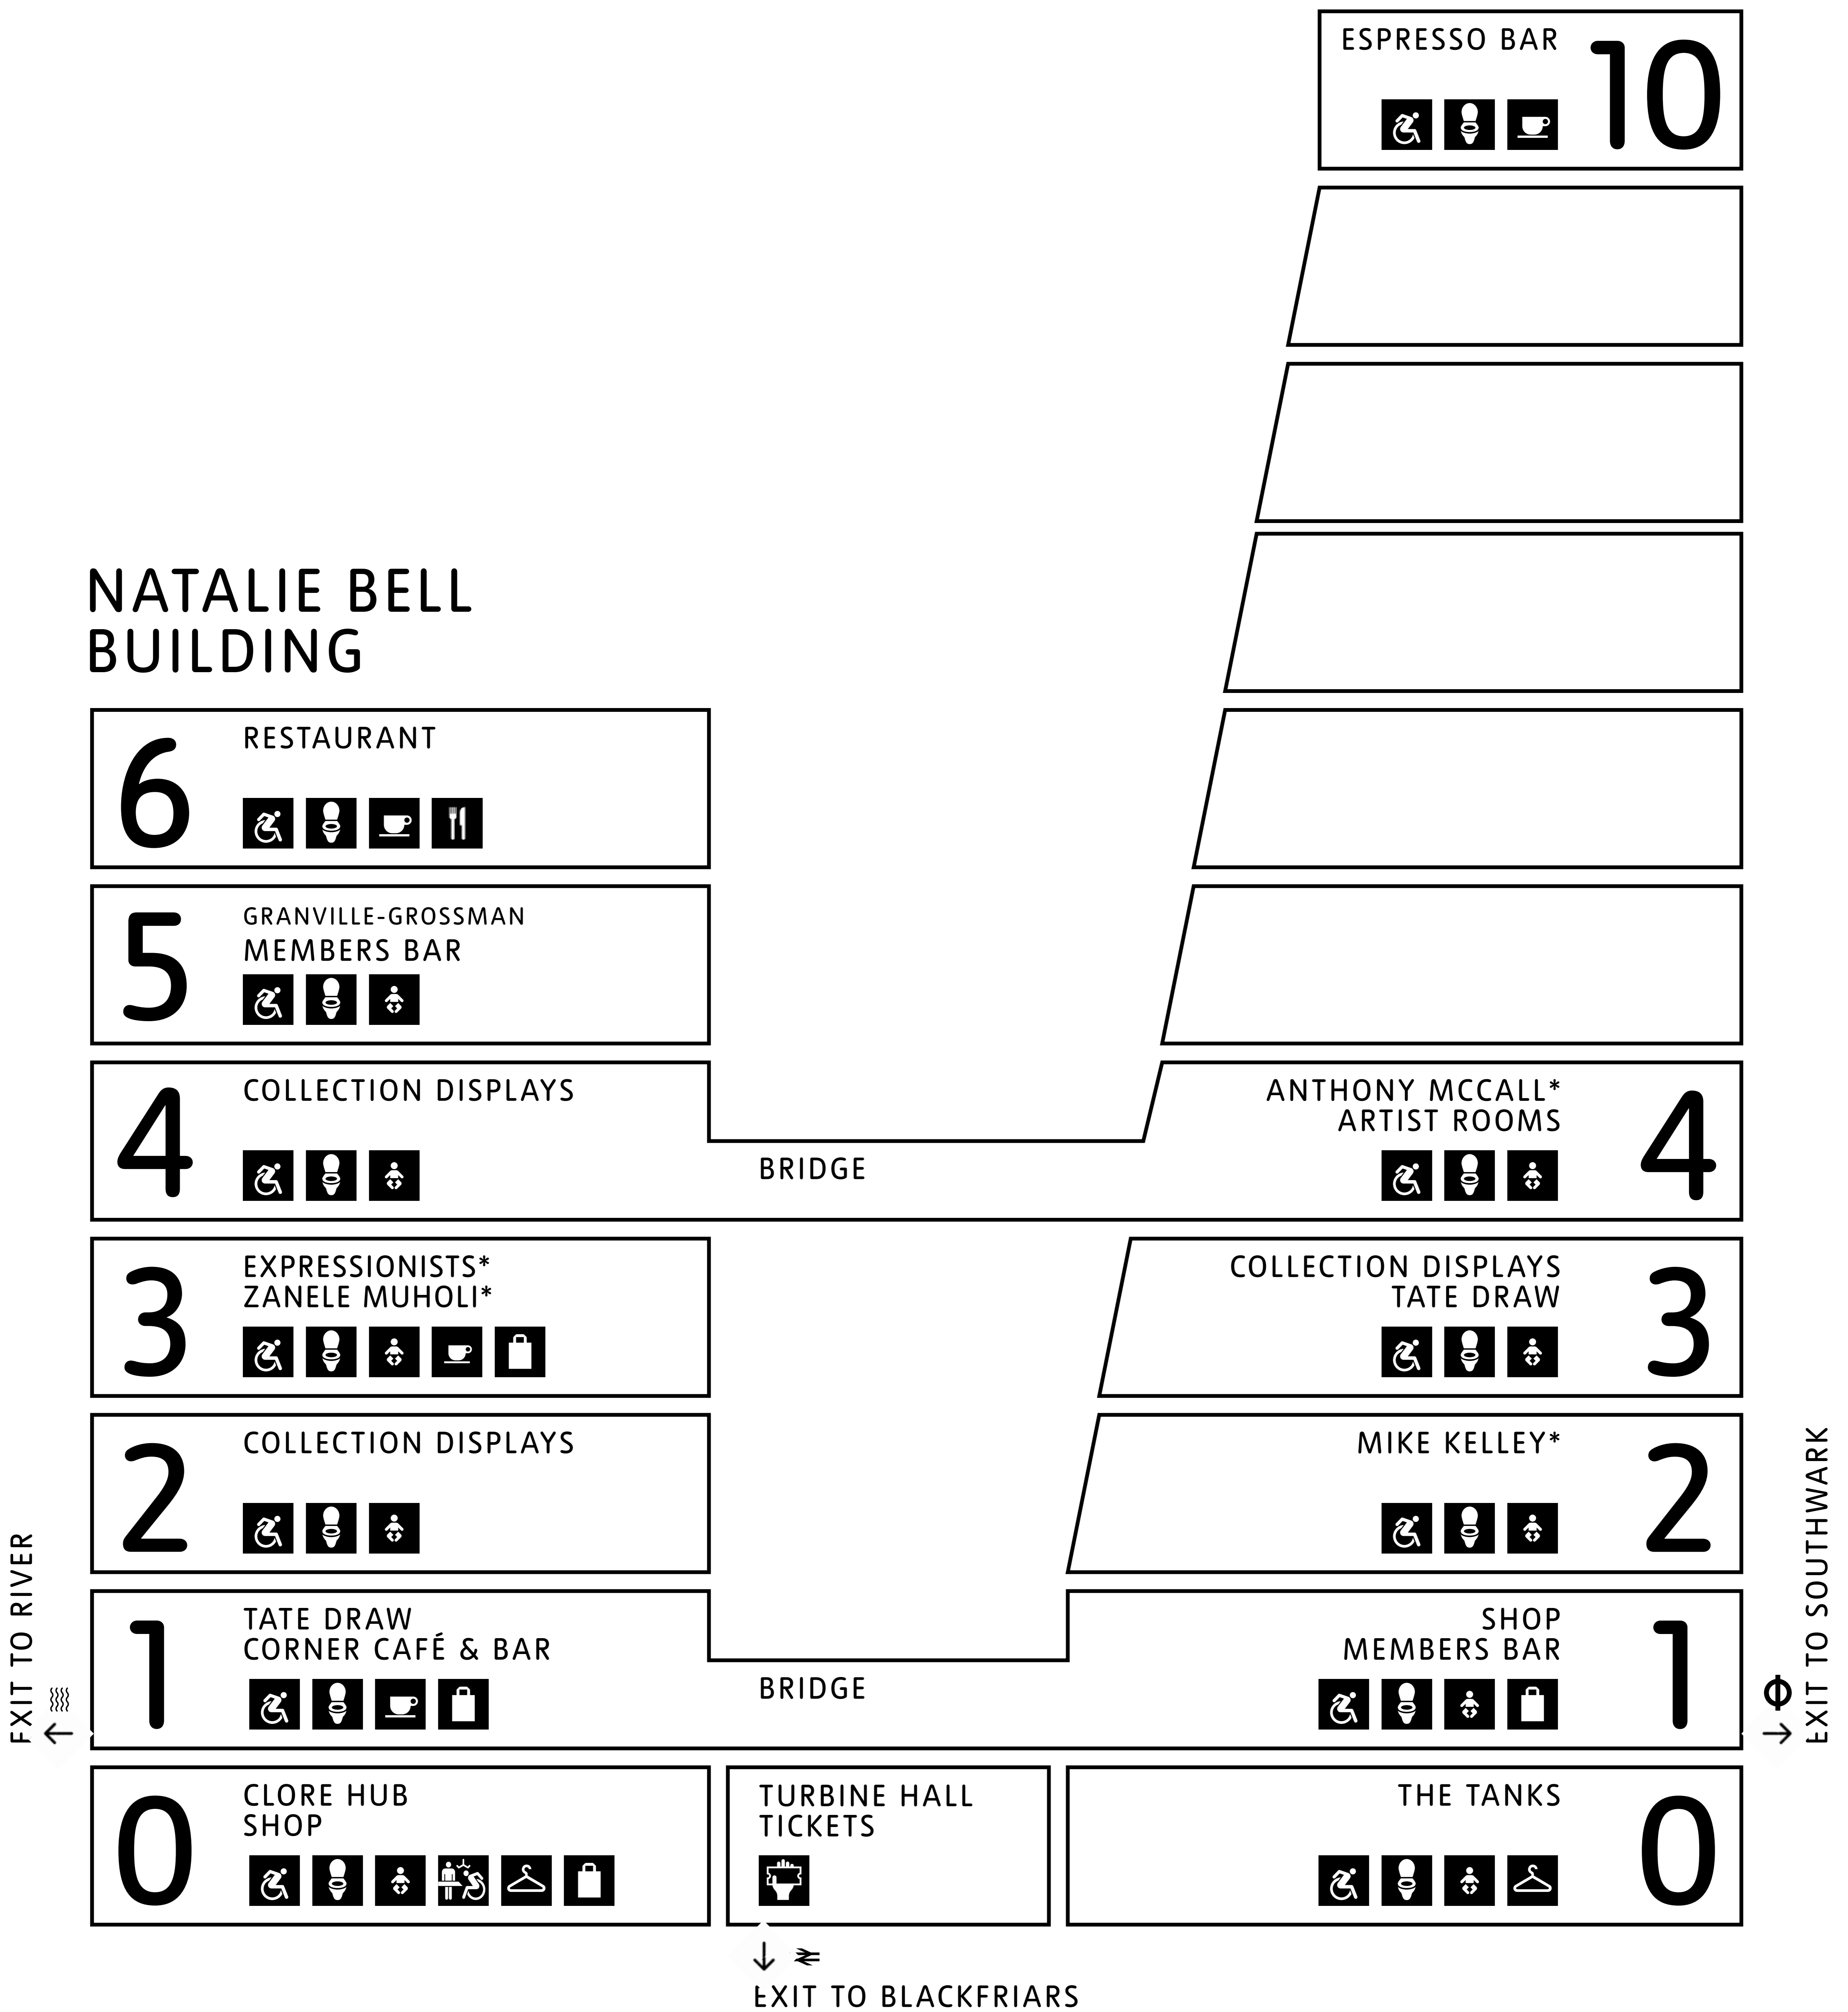 ESPRESSO BAR
10
NATALIE BELL
BUILDING
6
RESTAURANT
5
GRANVILLE-GROSSMAN
MEMBERS BAR
4
COLLECTION DISPLAYS
BRIDGE
ANTHONY MCCALL*
ARTIST ROOMS
4
3
EXPRESSIONISTS*
ZANELE MUHOLI*
COLLECTION DISPLAYS
TATE DRAW
3
2
COLLECTION DISPLAYS
MIKE KELLEY*
2
1
TATE DRAW
CORNER CAFÉ & BAR
BRIDGE
SHOP
MEMBERS BAR
1
EXIT TO RIVER
EXIT TO SOUTHWARK
0
CLORE HUB
SHOP
TURBINE HALL
TICKETS
THE TANKS
0
EXIT TO BLACKFRIARS